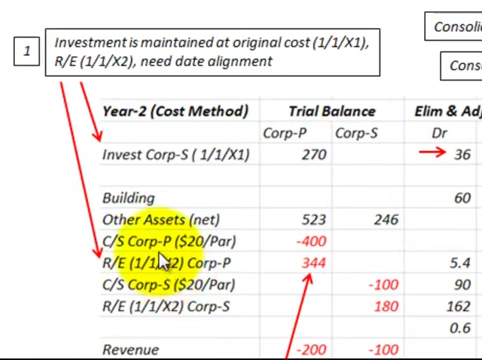 Consolid
1
Investment is maintained at original cost (1/1/X1),
R/E (1/1/X2), need date alignment
Cons
Year-2 (Cost Method) Trial Balance Elim & Adj
Corp-P Corp-S Dr
Invest Corp-S ( 1/1/X1) 270 36
Building 60
Other Assets (net) 523 246
C/S Corp-P ($20/Par) -400
R/E (1/1/X2) Corp-P 344 5.4
C/S Corp-S ($20/Par) -100 90
R/E (1/1/X2) Corp-S 180 162
0.6
Revenue -200 -100